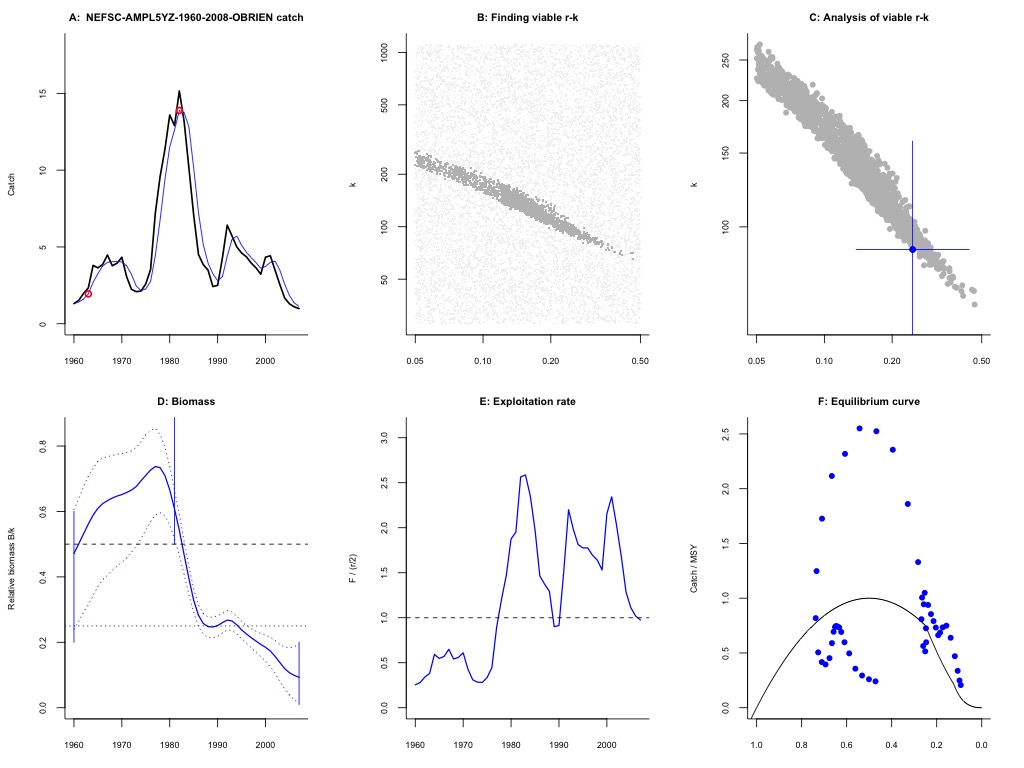 A:  NEFSC-AMPL5YZ-1960-2008-OBRIEN catch
Catch
0
5
10
15
1960 1970 1980 1990 2000
B: Finding viable r-k
k
50
100
200
500
1000
0.05 0.10 0.20 0.50
C: Analysis of viable r-k
k
100
150
200
250
0.05 0.10 0.20 0.50
D: Biomass
Relative biomass B/k
0.0
0.2
0.4
0.6
0.8
1960 1970 1980 1990 2000
E: Exploitation rate
F / (r/2)
0.0
0.5
1.0
1.5
2.0
2.5
3.0
1960 1970 1980 1990 2000
F: Equilibrium curve
Catch / MSY
0.0
0.5
1.0
1.5
2.0
2.5
1.0 0.8 0.6 0.4 0.2 0.0